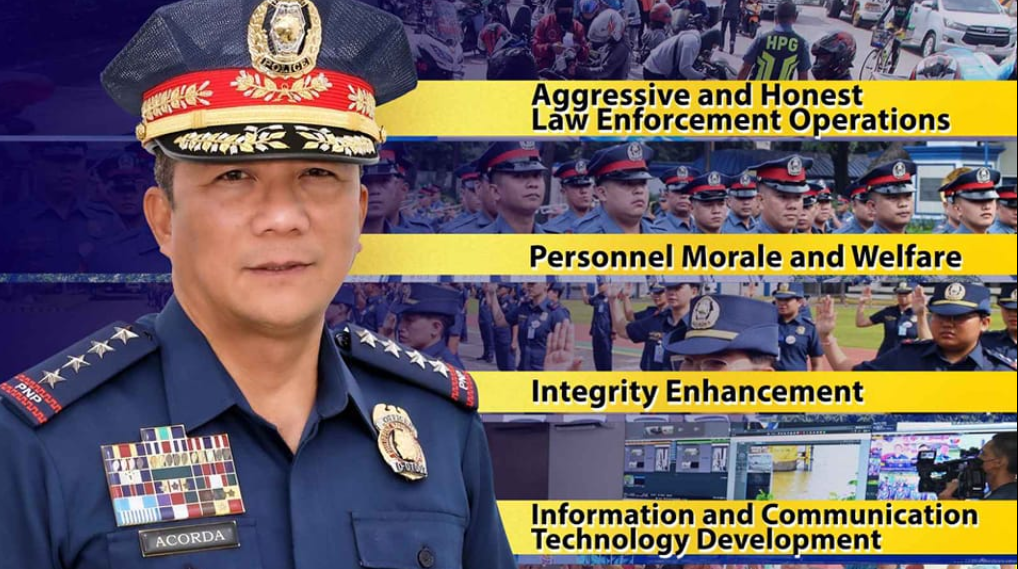 POLICE
HPG
Aggressive and Honest
Law Enforcement Operations
Personnel Morale and Welfare
Integrity Enhancement
PNP
PNP
ACORDA
Information and Communication
Technology Development